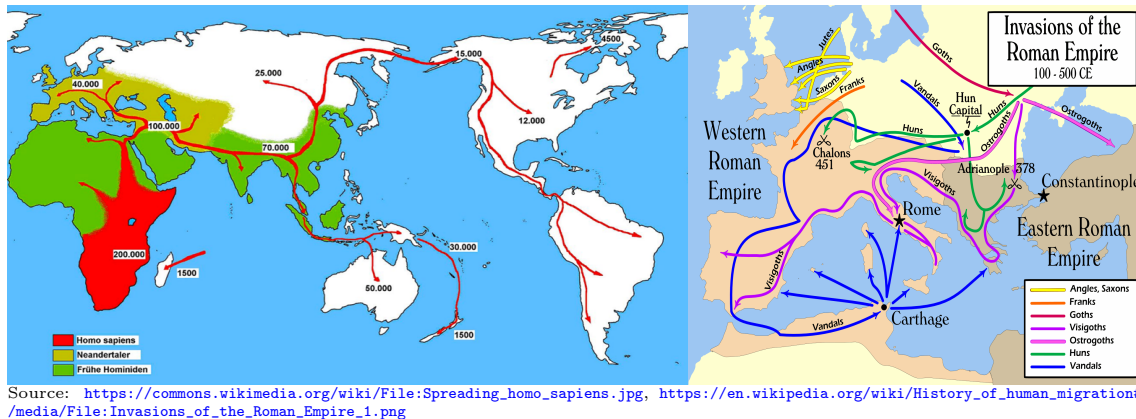 4500
15.000
40.000
25.000
12.000
100.000
70.000
200.000
1500
30.000
50.000
1500
Homo sapiens
Neandertaler
Frühe Hominiden
Invasions of the
Roman Empire
100 - 500 CE
Jutes
Angles
Saxons
Franks
Goths
Vandals
Hun
Capital
Huns
Ostrogoths
Ostrogoths
Huns
Western
Roman
Empire
Chalons
451
Adrianople 378
Visigoths
Constantinople
Rome
Eastern Roman
Empire
Visigoths
Vandals
Carthage
Angles, Saxons
Franks
Goths
Visigoths
Ostrogoths
Huns
Vandals
Source: https://commons.wikimedia.org/wiki/File:Spreading_homo_sapiens.jpg, https://en.wikipedia.org/wiki/History_of_human_migration#
/media/File:Invasions_of_the_Roman_Empire_1.png